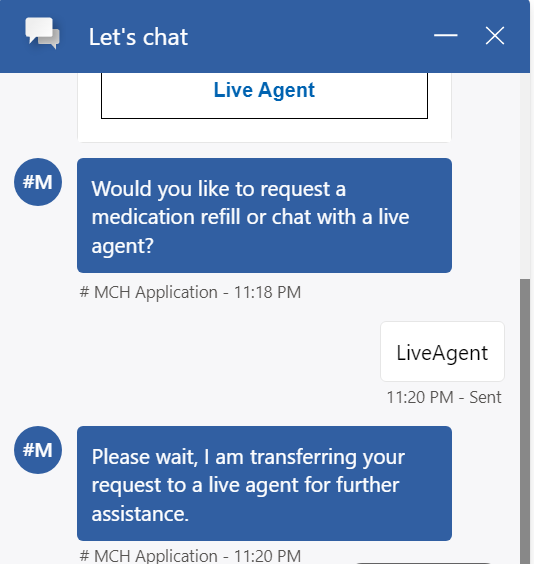 Let's chat
Live Agent
#M
Would you like to request a
medication refill or chat with a live
agent?
# MCH Application - 11:18 PM
LiveAgent
11:20 PM - Sent
#M
Please wait, I am transferring your
request to a live agent for further
assistance.
# MCH Application - 11:20 PM